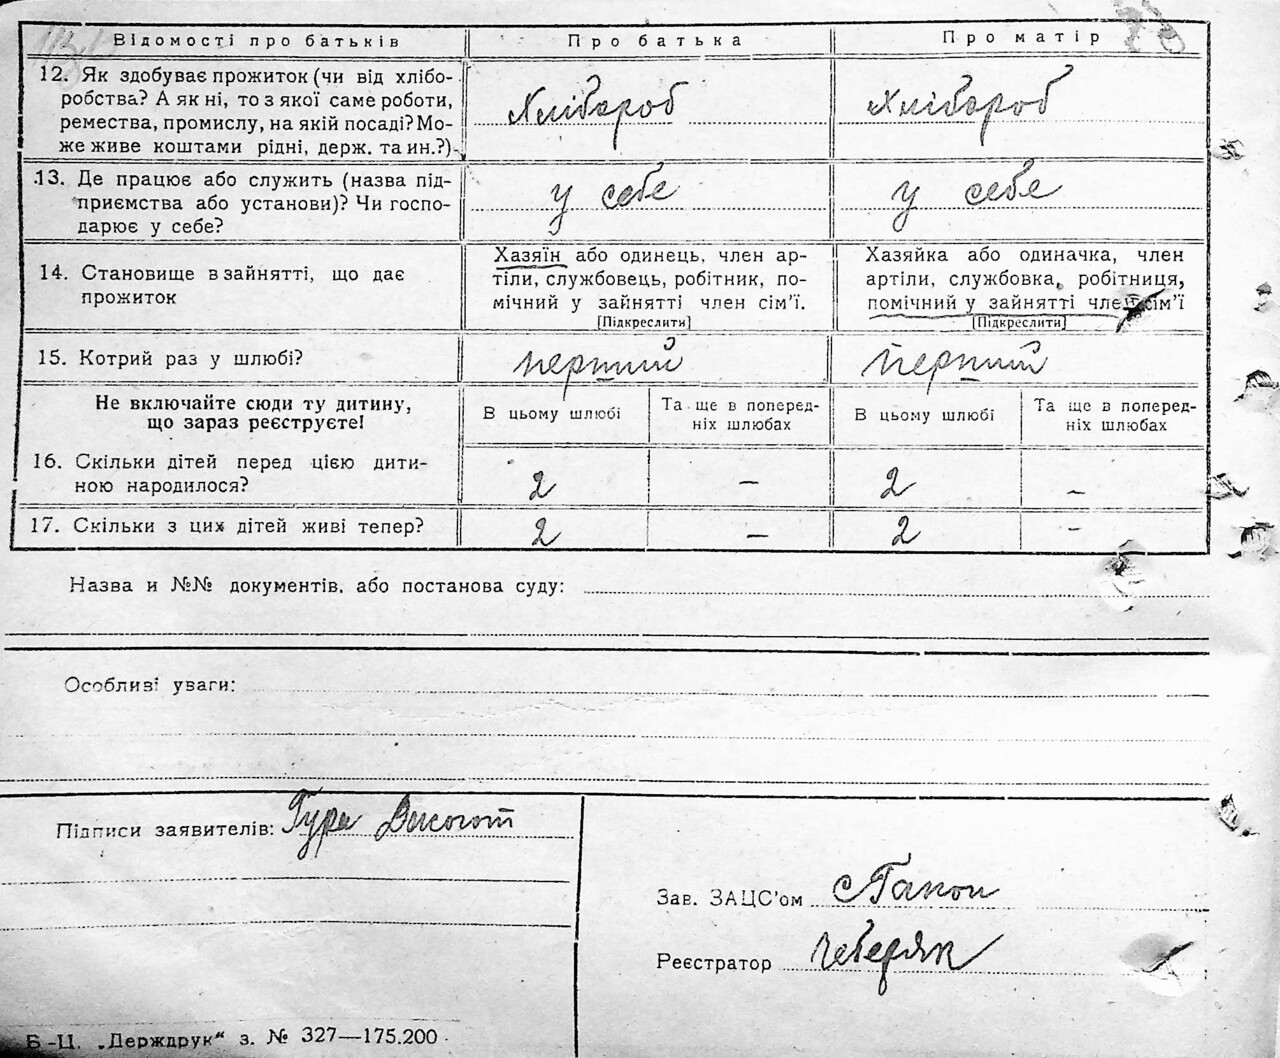 Відомості про батьків Про батька Про матір
12. Як здобуває прожиток (чи від хлібо-
робства? А як ні, то з якої саме роботи,
ремества, промислу, на якій посаді? Мо-
же живе коштами рідні, держ. та ин.?)
Хлібороб Хлібороб
13. Де працює або служить (назва під-
приємства або установи)? Чи госпо-
дарює у себе?
у себе у себе
14. Становище в зайнятті, що дає
прожиток
Хазяїн або одинець, член ар-
тіли, службовець, робітник, по-
мічний у зайнятті член сім'ї.
[Підкреслити]
Хазяйка або одиначка, член
артіли, службовка, робітниця,
помічний у зайнятті член сім'ї
[Підкреслити]
15. Котрий раз у шлюбі? перший перший
Не включайте сюди ту дитину,
що зараз реєструєте!
В цьому шлюбі
Та ще в поперед-
ніх шлюбах
В цьому шлюбі
Та ще в поперед-
ніх шлюбах
16. Скільки дітей перед цією дити-
ною народилося?
2 – 2 –
17. Скільки з цих дітей живі тепер? 2 – 2 –
Назва и №№ документів, або постанова суду:
Особливі уваги:
Підписи заявителів: Гура
Зав. ЗАЦС'ом
Реєстратор Чеберяк
Б-Ц. „Держдрук“ з. № 327—175.200